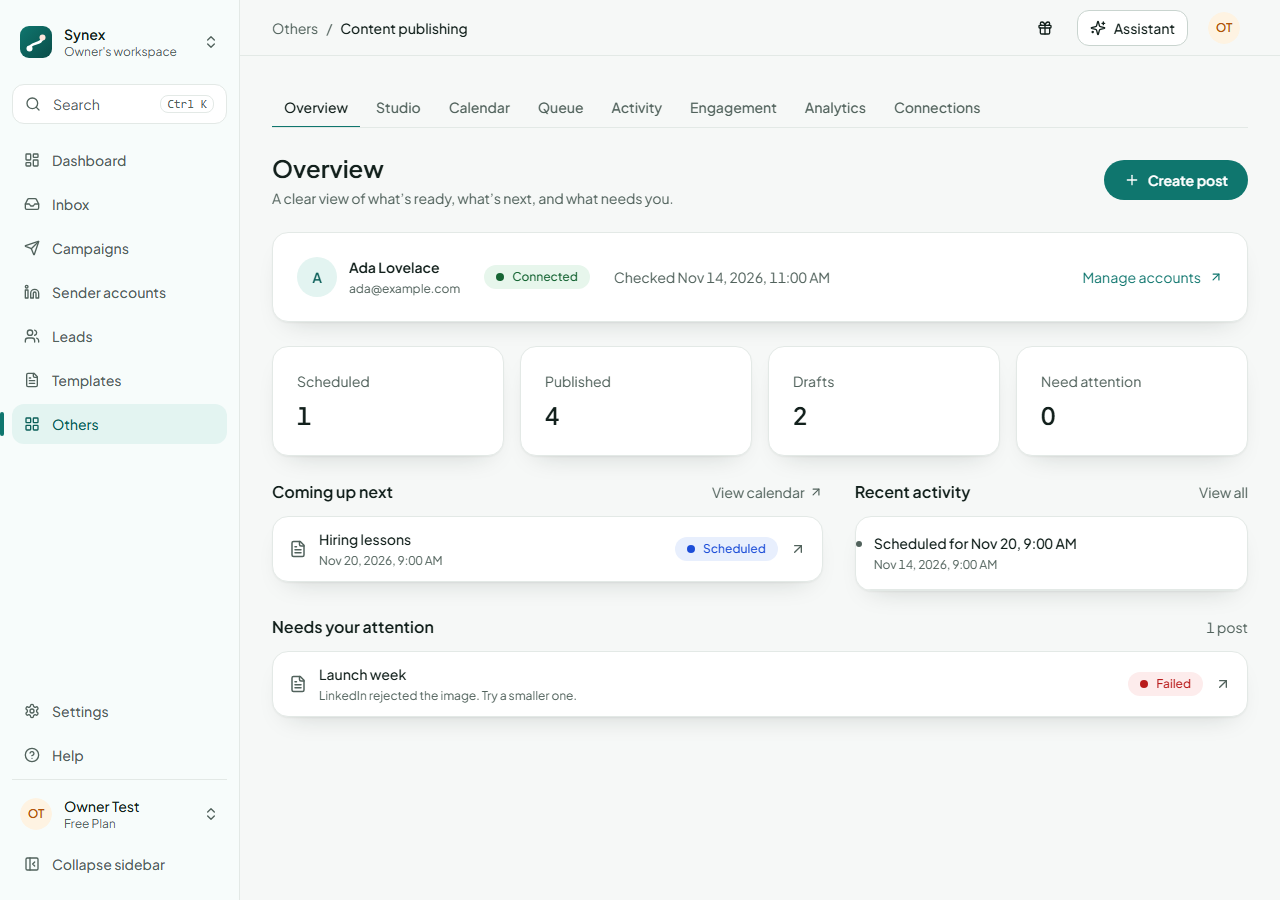 Synex
Owner's workspace
Search
Ctrl K
Dashboard
Inbox
Campaigns
Sender accounts
Leads
Templates
Others
Settings
Help
OT
Owner Test
Free Plan
Collapse sidebar
Others / Content publishing
Assistant
OT
Overview
Studio
Calendar
Queue
Activity
Engagement
Analytics
Connections
Overview
A clear view of what’s ready, what’s next, and what needs you.
+ Create post
A
Ada Lovelace
ada@example.com
Connected
Checked Nov 14, 2026, 11:00 AM
Manage accounts
Scheduled
1
Published
4
Drafts
2
Need attention
0
Coming up next
View calendar
Hiring lessons
Nov 20, 2026, 9:00 AM
Scheduled
Recent activity
View all
Scheduled for Nov 20, 9:00 AM
Nov 14, 2026, 9:00 AM
Needs your attention
1 post
Launch week
LinkedIn rejected the image. Try a smaller one.
Failed